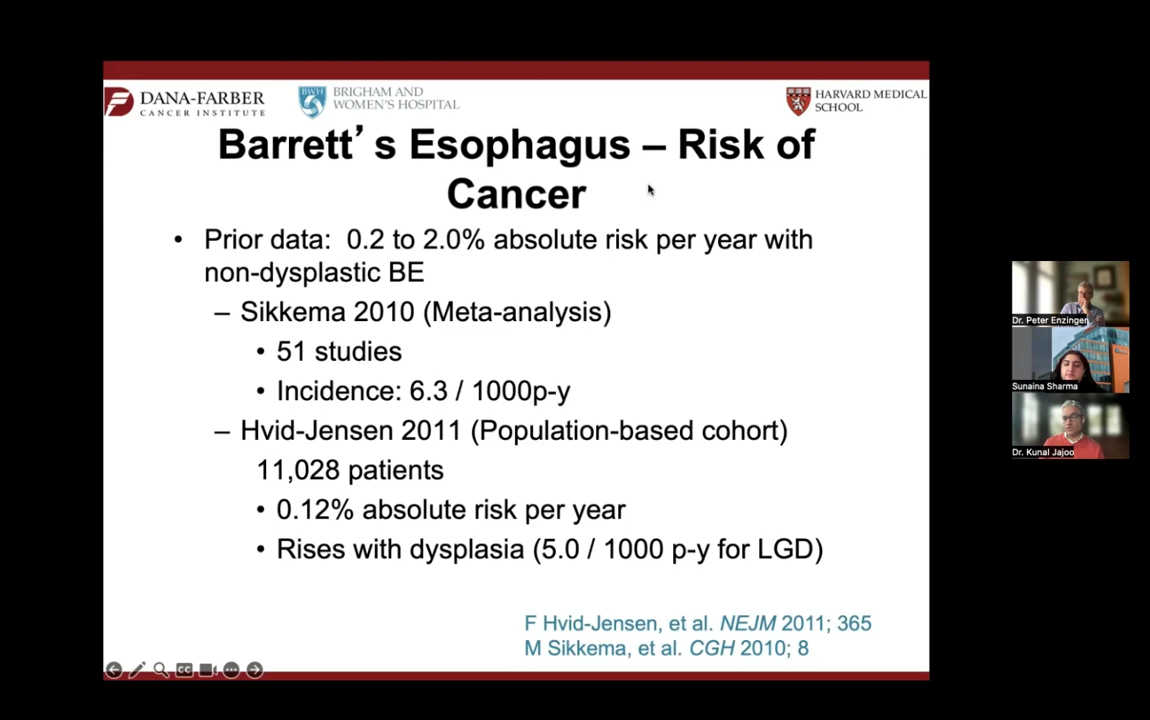 DANA-FARBER
CANCER INSTITUTE
BWH
BRIGHAM AND
WOMEN'S HOSPITAL
HARVARD MEDICAL
SCHOOL
Barrett’ s Esophagus – Risk of
Cancer
• Prior data: 0.2 to 2.0% absolute risk per year with
non-dysplastic BE
– Sikkema 2010 (Meta-analysis)
• 51 studies
• Incidence: 6.3 / 1000p-y
– Hvid-Jensen 2011 (Population-based cohort)
11,028 patients
• 0.12% absolute risk per year
• Rises with dysplasia (5.0 / 1000 p-y for LGD)
F Hvid-Jensen, et al. NEJM 2011; 365
M Sikkema, et al. CGH 2010; 8
CC
Dr. Peter Enzinger
Sunaina Sharma
Dr. Kunal Jajoo